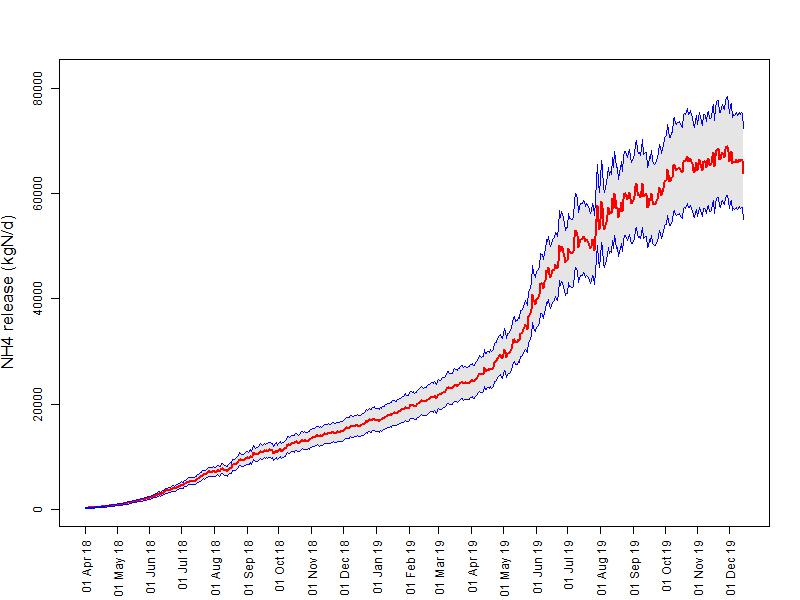 NH4 release (kgN/d)
80000
60000
40000
20000
0
01 Apr 18
01 May 18
01 Jun 18
01 Jul 18
01 Aug 18
01 Sep 18
01 Oct 18
01 Nov 18
01 Dec 18
01 Jan 19
01 Feb 19
01 Mar 19
01 Apr 19
01 May 19
01 Jun 19
01 Jul 19
01 Aug 19
01 Sep 19
01 Oct 19
01 Nov 19
01 Dec 19